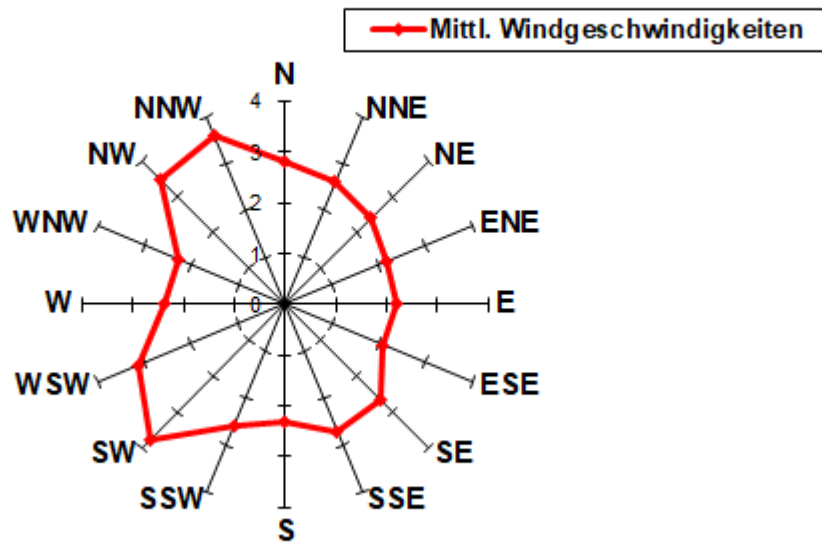 Mittl. Windgeschwindigkeiten
N
NNW
NNE
4
3
NW
NE
2
WNW
ENE
1
W
0
E
WSW
ESE
SW
SE
SSW
SSE
S